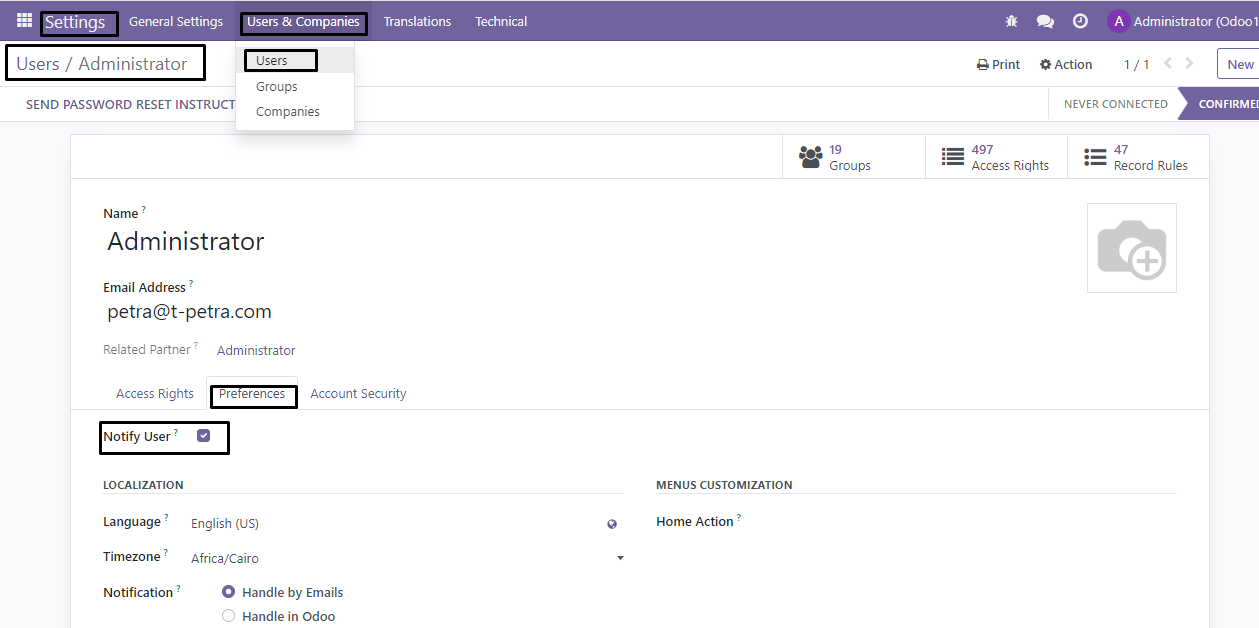 Settings General Settings Users & Companies Translations Technical A Administrator (Odoo1
Users / Administrator Users Print Action 1 / 1 New
Groups
SEND PASSWORD RESET INSTRUCT Companies NEVER CONNECTED CONFIRMED
19 Groups 497 Access Rights 47 Record Rules
Name ?
Administrator
Email Address ?
petra@t-petra.com
Related Partner ? Administrator
Access Rights Preferences Account Security
Notify User ?
LOCALIZATION MENUS CUSTOMIZATION
Language ? English (US) Home Action ?
Timezone ? Africa/Cairo
Notification ? Handle by Emails
Handle in Odoo